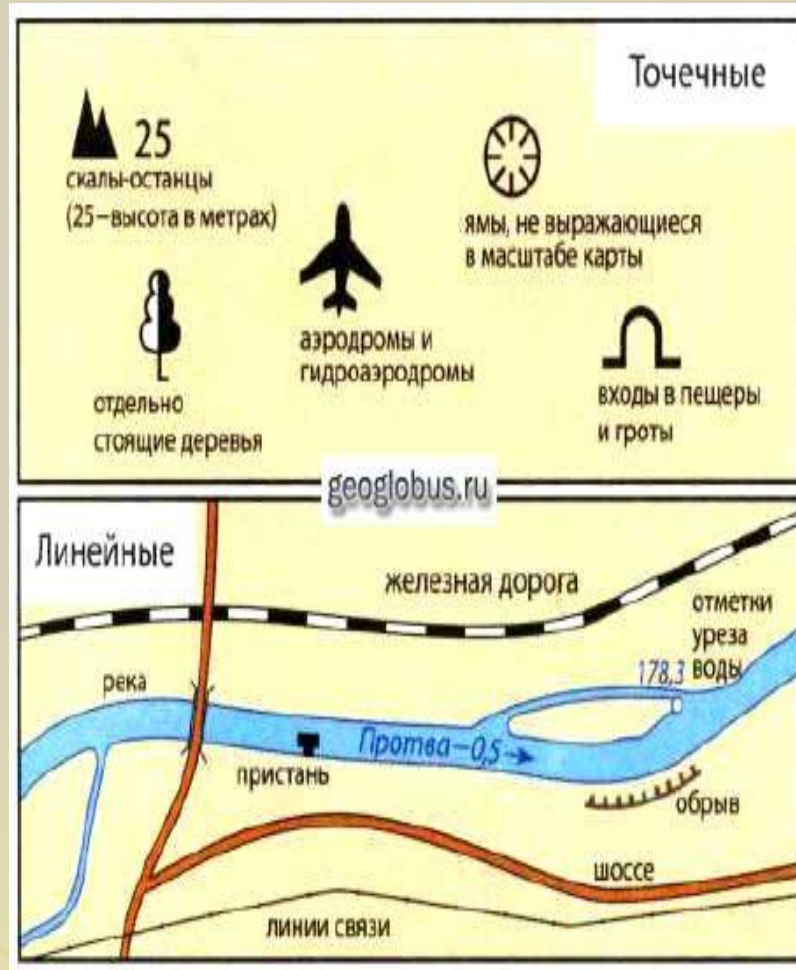 Точечные
25
скалы-останцы
(25–высота в метрах)
ямы, не выражающиеся
в масштабе карты
аэродромы и
гидроаэродромы
отдельно
стоящие деревья
входы в пещеры
и гроты
geoglobus.ru
Линейные
железная дорога
отметки
уреза
воды
178,3
река
Протва–0,5
пристань
обрыв
шоссе
линии связи